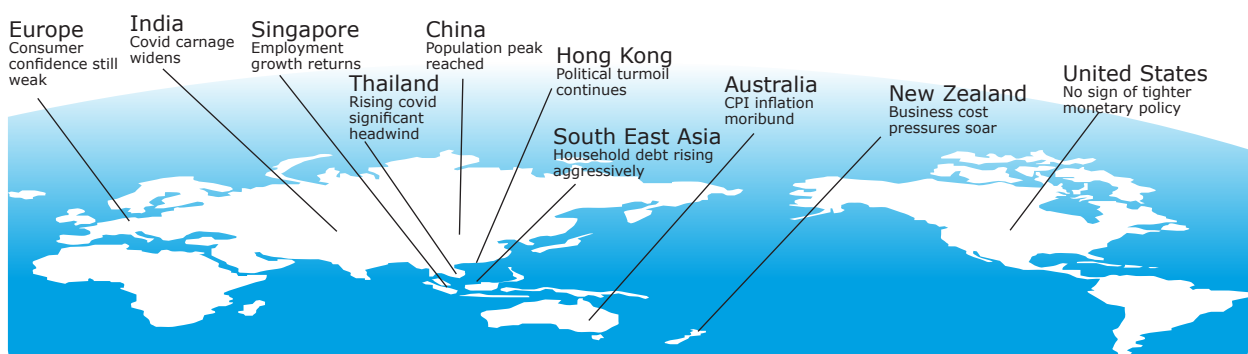 Europe
Consumer
confidence still
weak
India
Covid carnage
widens
Singapore
Employment
growth returns
Thailand
Rising covid
significant
headwind
China
Population peak
reached
Hong Kong
Political turmoil
continues
South East Asia
Household debt rising
aggressively
Australia
CPI inflation
moribund
New Zealand
Business cost
pressures soar
United States
No sign of tighter
monetary policy